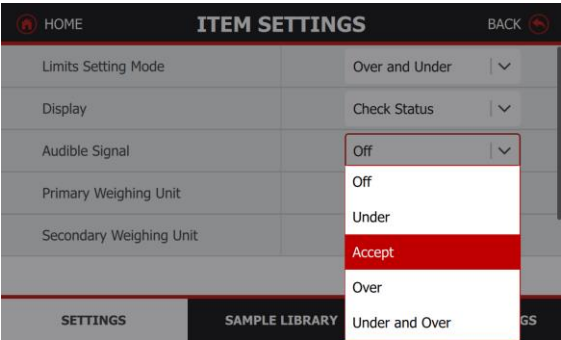 HOME ITEM SETTINGS BACK
Limits Setting Mode Over and Under
Display Check Status
Audible Signal Off
Off
Primary Weighing Unit
Under
Secondary Weighing Unit
Accept
Over
SETTINGS SAMPLE LIBRARY Under and Over GS